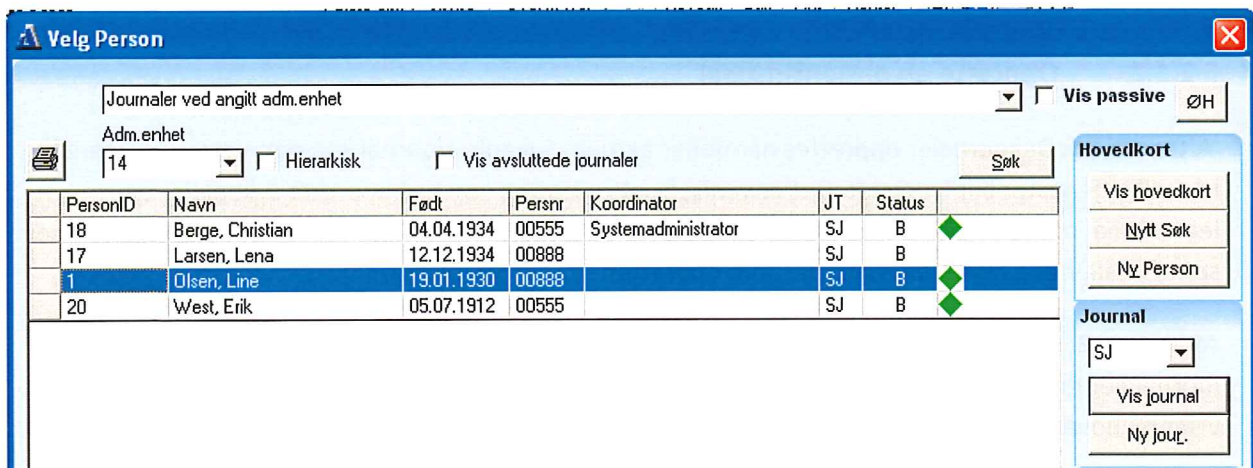 Velg Person
Journaler ved angitt adm.enhet
Vis passive
ØH
Adm.enhet
14
Hierarkisk
Vis avsluttede journaler
Søk
PersonID Navn Født Persnr Koordinator JT Status
18 Berge, Christian 04.04.1934 00555 Systemadministrator SJ B
17 Larsen, Lena 12.12.1934 00888 SJ B
1 Olsen, Line 19.01.1930 00888 SJ B
20 West, Erik 05.07.1912 00555 SJ B
Hovedkort
Vis hovedkort
Nytt Søk
Ny Person
Journal
SJ
Vis journal
Ny jour.